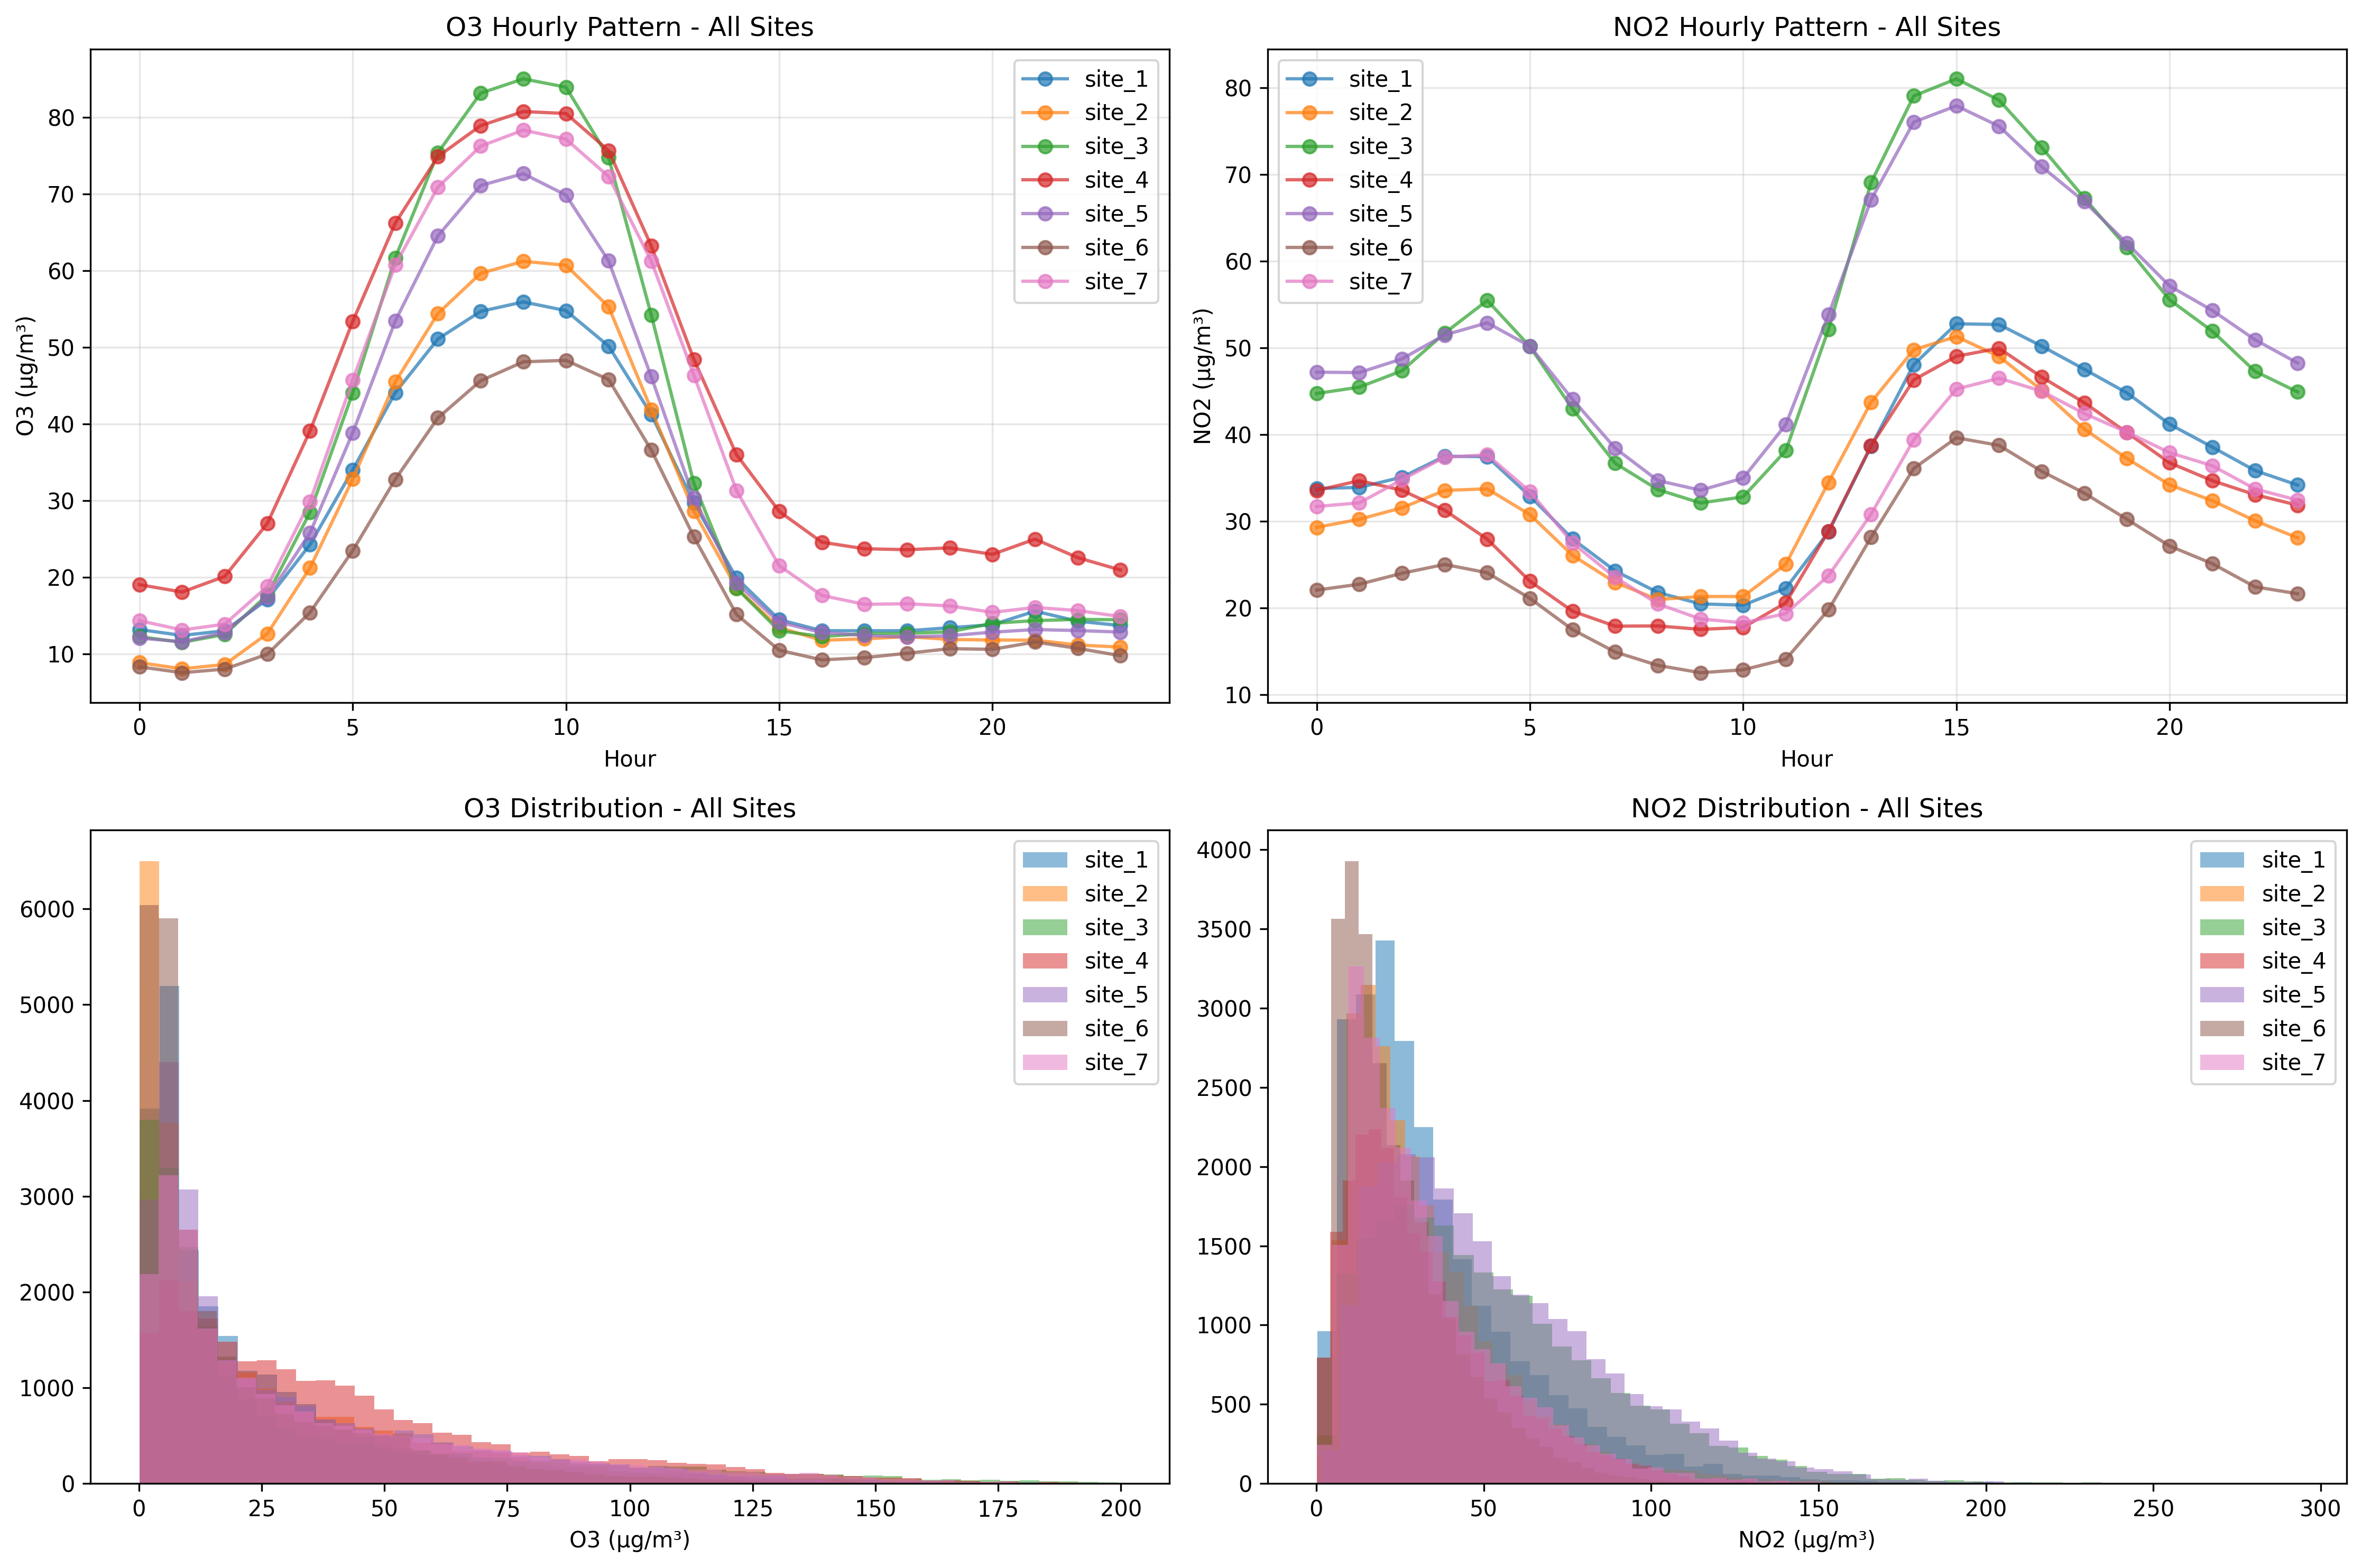 O3 Hourly Pattern - All Sites
O3 (µg/m³)
80
70
60
50
40
30
20
10
0 5 10 15 20
Hour
site_1
site_2
site_3
site_4
site_5
site_6
site_7
NO2 Hourly Pattern - All Sites
NO2 (µg/m³)
80
70
60
50
40
30
20
10
0 5 10 15 20
Hour
site_1
site_2
site_3
site_4
site_5
site_6
site_7
O3 Distribution - All Sites
6000
5000
4000
3000
2000
1000
0
0 25 50 75 100 125 150 175 200
O3 (µg/m³)
site_1
site_2
site_3
site_4
site_5
site_6
site_7
NO2 Distribution - All Sites
4000
3500
3000
2500
2000
1500
1000
500
0
0 50 100 150 200 250 300
NO2 (µg/m³)
site_1
site_2
site_3
site_4
site_5
site_6
site_7